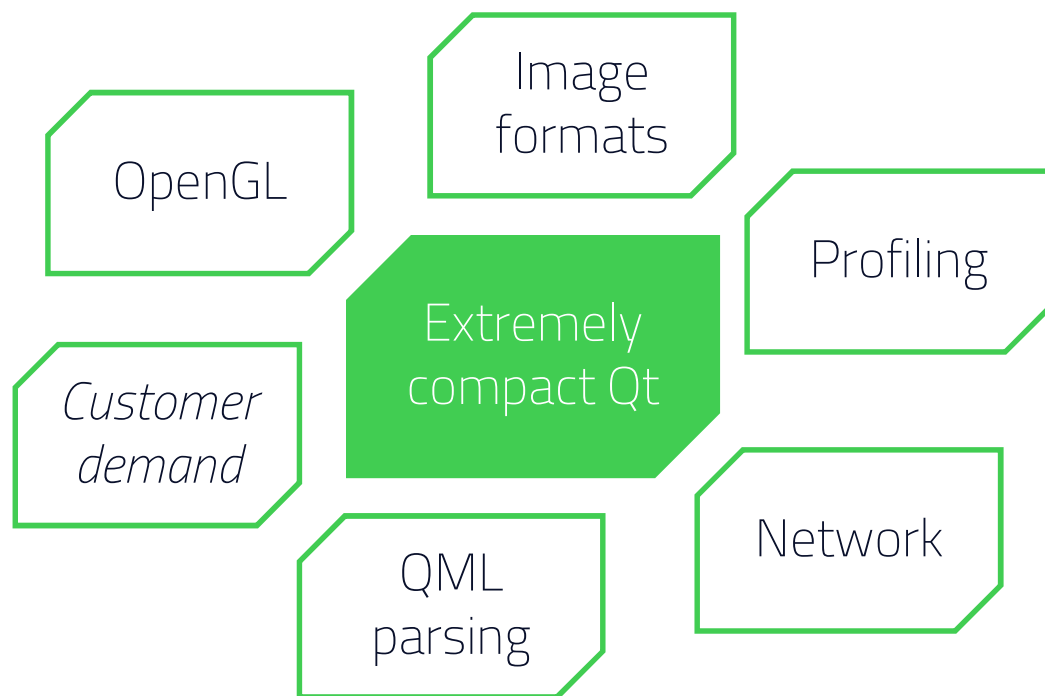 Image
formats
OpenGL
Profiling
Extremely
compact Qt
Customer
demand
Network
QML
parsing